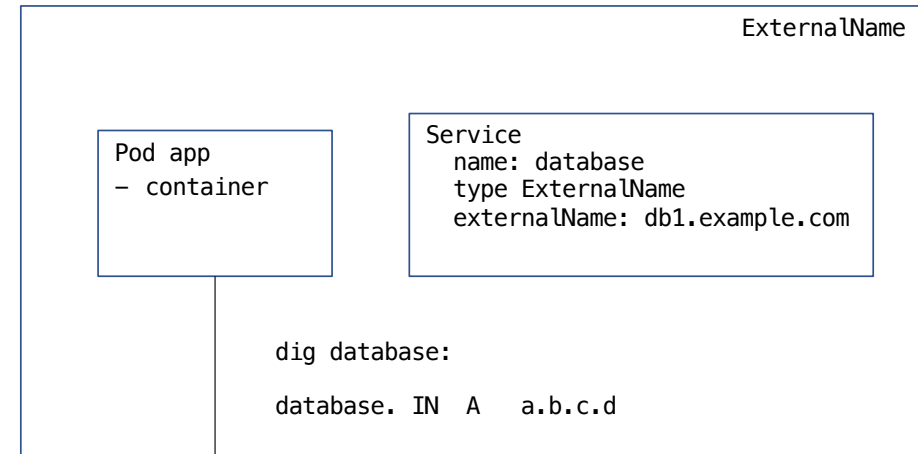 ExternalName
Pod app
– container
Service
name: database
type ExternalName
externalName: db1.example.com
dig database:
database. IN A a.b.c.d